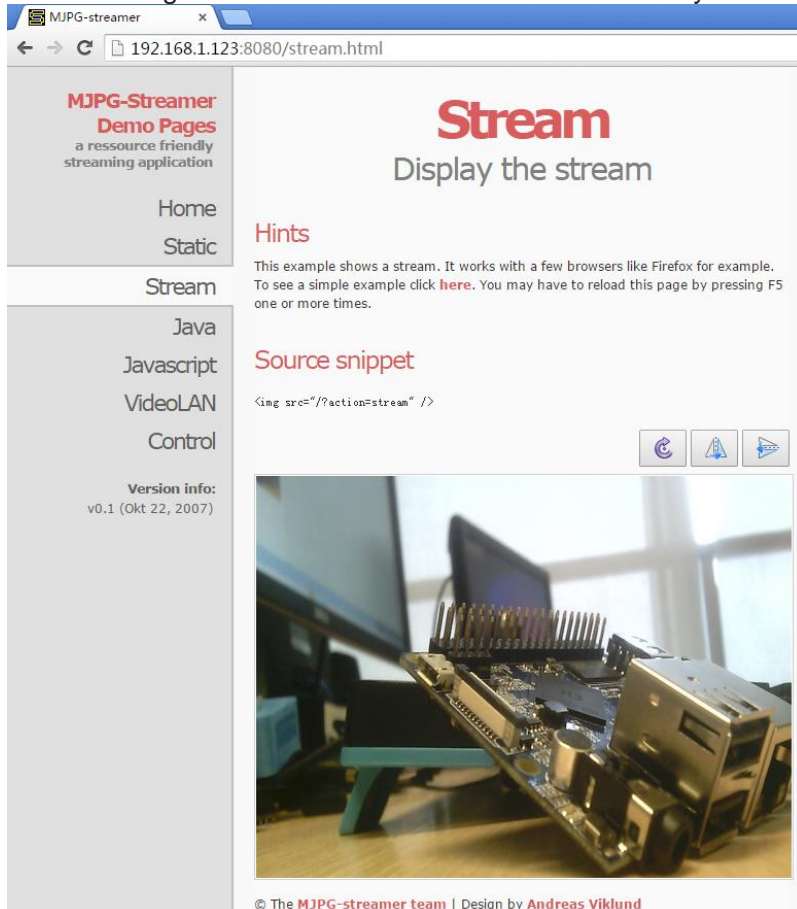 MJPG-streamer
192.168.1.123:8080/stream.html
MJPG-Streamer
Demo Pages
a ressource friendly
streaming application
Home
Static
Stream
Java
Javascript
VideoLAN
Control
Version info:
v0.1 (Okt 22, 2007)
Stream
Display the stream
Hints
This example shows a stream. It works with a few browsers like Firefox for example.
To see a simple example click here. You may have to reload this page by pressing F5
one or more times.
Source snippet
<img src="/?action=stream" />
© The MJPG-streamer team | Design by Andreas Viklund